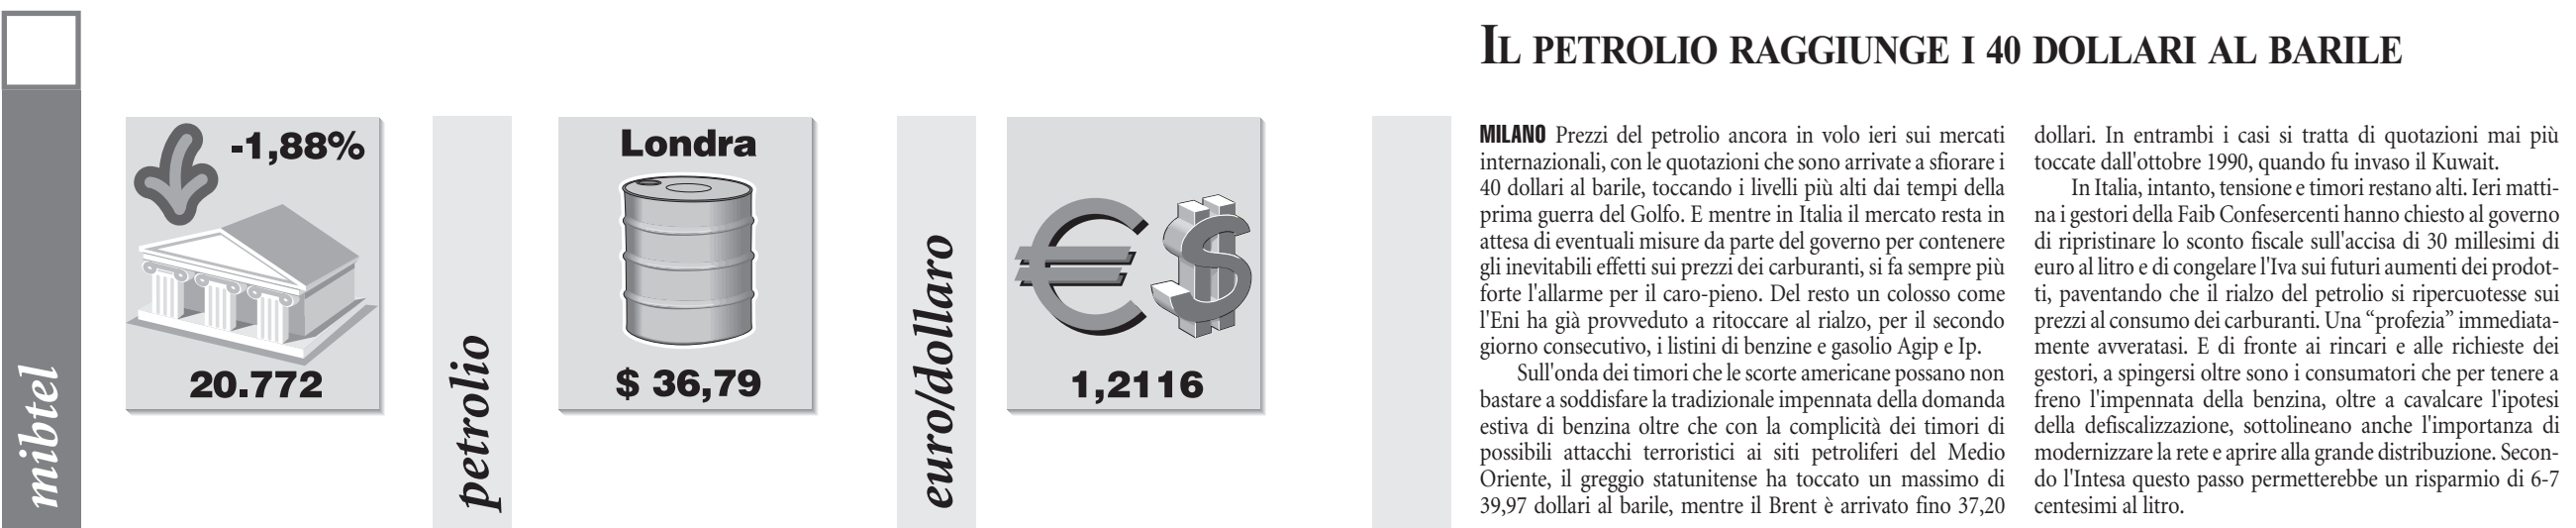 mibtel
-1,88%
20.772
petrolio
Londra
$ 36,79
euro/dollaro
1,2116
IL PETROLIO RAGGIUNGE I 40 DOLLARI AL BARILE
MILANO Prezzi del petrolio ancora in volo ieri sui mercati
internazionali, con le quotazioni che sono arrivate a sfiorare i
40 dollari al barile, toccando i livelli più alti dai tempi della
prima guerra del Golfo. E mentre in Italia il mercato resta in
attesa di eventuali misure da parte del governo per contenere
gli inevitabili effetti sui prezzi dei carburanti, si fa sempre più
forte l'allarme per il caro-pieno. Del resto un colosso come
l'Eni ha già provveduto a ritoccare al rialzo, per il secondo
giorno consecutivo, i listini di benzine e gasolio Agip e Ip.
Sull'onda dei timori che le scorte americane possano non
bastare a soddisfare la tradizionale impennata della domanda
estiva di benzina oltre che con la complicità dei timori di
possibili attacchi terroristici ai siti petroliferi del Medio
Oriente, il greggio statunitense ha toccato un massimo di
39,97 dollari al barile, mentre il Brent è arrivato fino 37,20
dollari. In entrambi i casi si tratta di quotazioni mai più
toccate dall'ottobre 1990, quando fu invaso il Kuwait.
In Italia, intanto, tensione e timori restano alti. Ieri matti-
na i gestori della Faib Confesercenti hanno chiesto al governo
di ripristinare lo sconto fiscale sull'accisa di 30 millesimi di
euro al litro e di congelare l'Iva sui futuri aumenti dei prodot-
ti, paventando che il rialzo del petrolio si ripercuotesse sui
prezzi al consumo dei carburanti. Una “profezia” immediata-
mente avveratasi. E di fronte ai rincari e alle richieste dei
gestori, a spingersi oltre sono i consumatori che per tenere a
freno l'impennata della benzina, oltre a cavalcare l'ipotesi
della defiscalizzazione, sottolineano anche l'importanza di
modernizzare la rete e aprire alla grande distribuzione. Secon-
do l'Intesa questo passo permetterebbe un risparmio di 6-7
centesimi al litro.